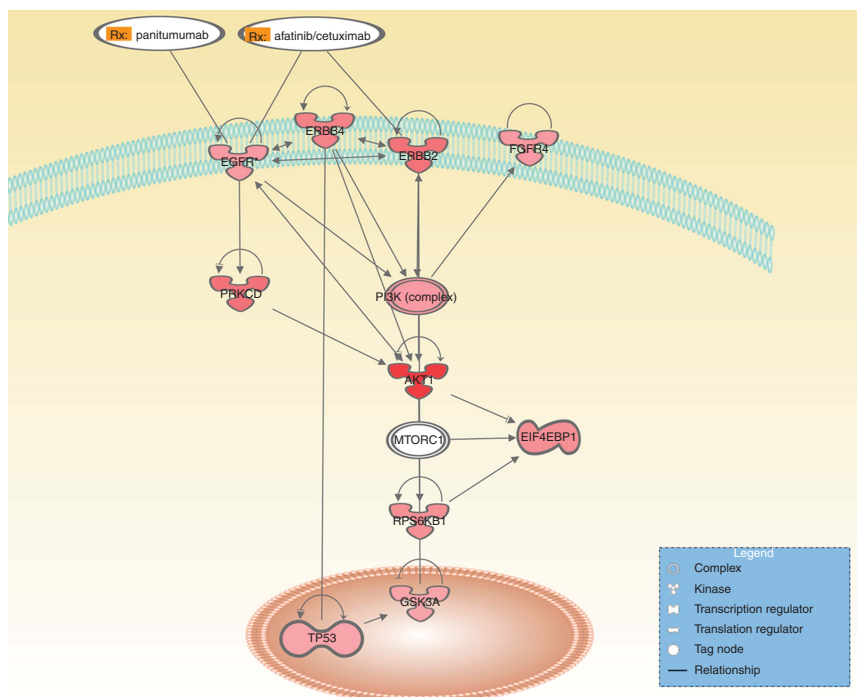 Rx: panitumumab
Rx: afatinib/cetuximab
ERBB4
EGFR*
ERBB2
FGFR4
PRKCD
PI3K (complex)
AKT1
MTORC1
EIF4EBP1
RPS6KB1
GSK3A
TP53
Legend
Complex
Kinase
Transcription regulator
Translation regulator
Tag node
Relationship